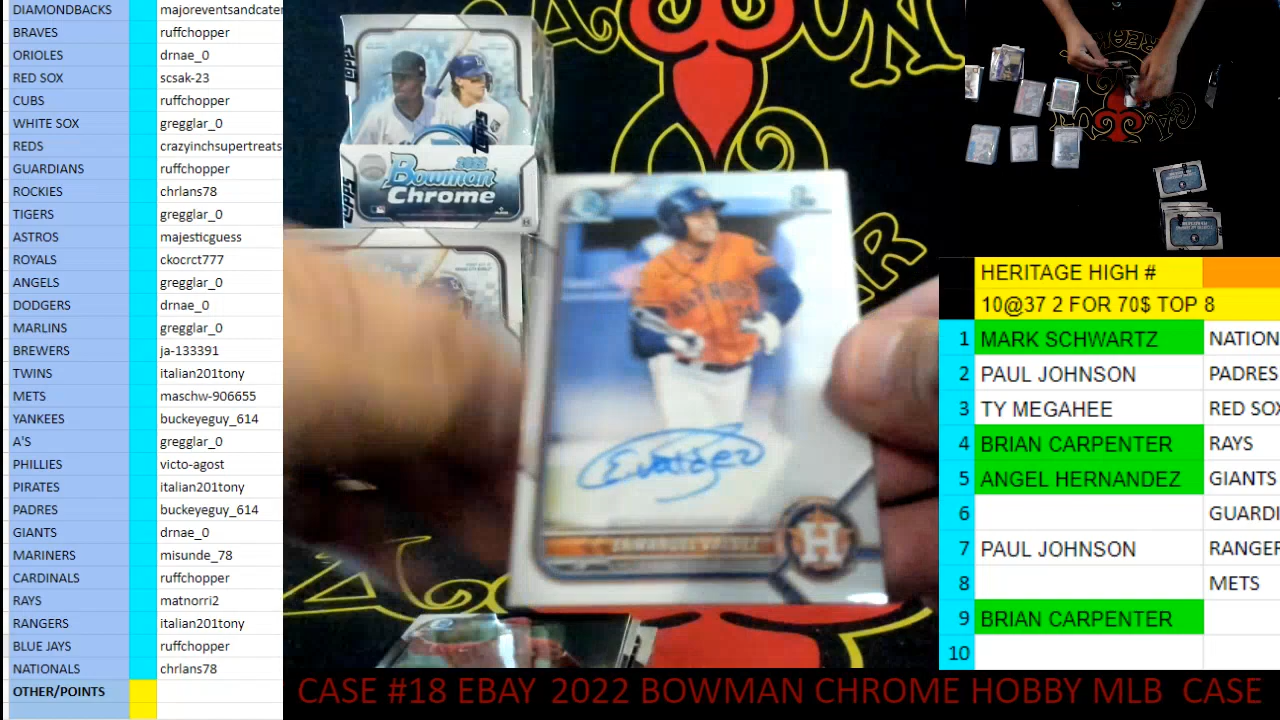 DIAMONDBACKS majoreventsandcater
BRAVES ruffchopper
ORIOLES drnae_0
RED SOX scsak-23
CUBS ruffchopper
WHITE SOX gregglar_0
REDS crazyinchsupertreats
GUARDIANS ruffchopper
ROCKIES chrlans78
TIGERS gregglar_0
ASTROS majesticguess
ROYALS ckocrct777
ANGELS gregglar_0
DODGERS drnae_0
MARLINS gregglar_0
BREWERS ja-133391
TWINS italian201tony
METS maschw-906655
YANKEES buckeyeguy_614
A'S gregglar_0
PHILLIES victo-agost
PIRATES italian201tony
PADRES buckeyeguy_614
GIANTS drnae_0
MARINERS misunde_78
CARDINALS ruffchopper
RAYS matnorri2
RANGERS italian201tony
BLUE JAYS ruffchopper
NATIONALS chrlans78
OTHER/POINTS
TOPPS
TOPPS
TOPPS
2022
Bowman
Chrome
ASTROS
H
HERITAGE HIGH #
10@37 2 FOR 70$ TOP 8
1 MARK SCHWARTZ NATION
2 PAUL JOHNSON PADRES
3 TY MEGAHEE RED SOX
4 BRIAN CARPENTER RAYS
5 ANGEL HERNANDEZ GIANTS
6 GUARDI
7 PAUL JOHNSON RANGER
8 METS
9 BRIAN CARPENTER
10
CASE #18 EBAY 2022 BOWMAN CHROME HOBBY MLB CASE